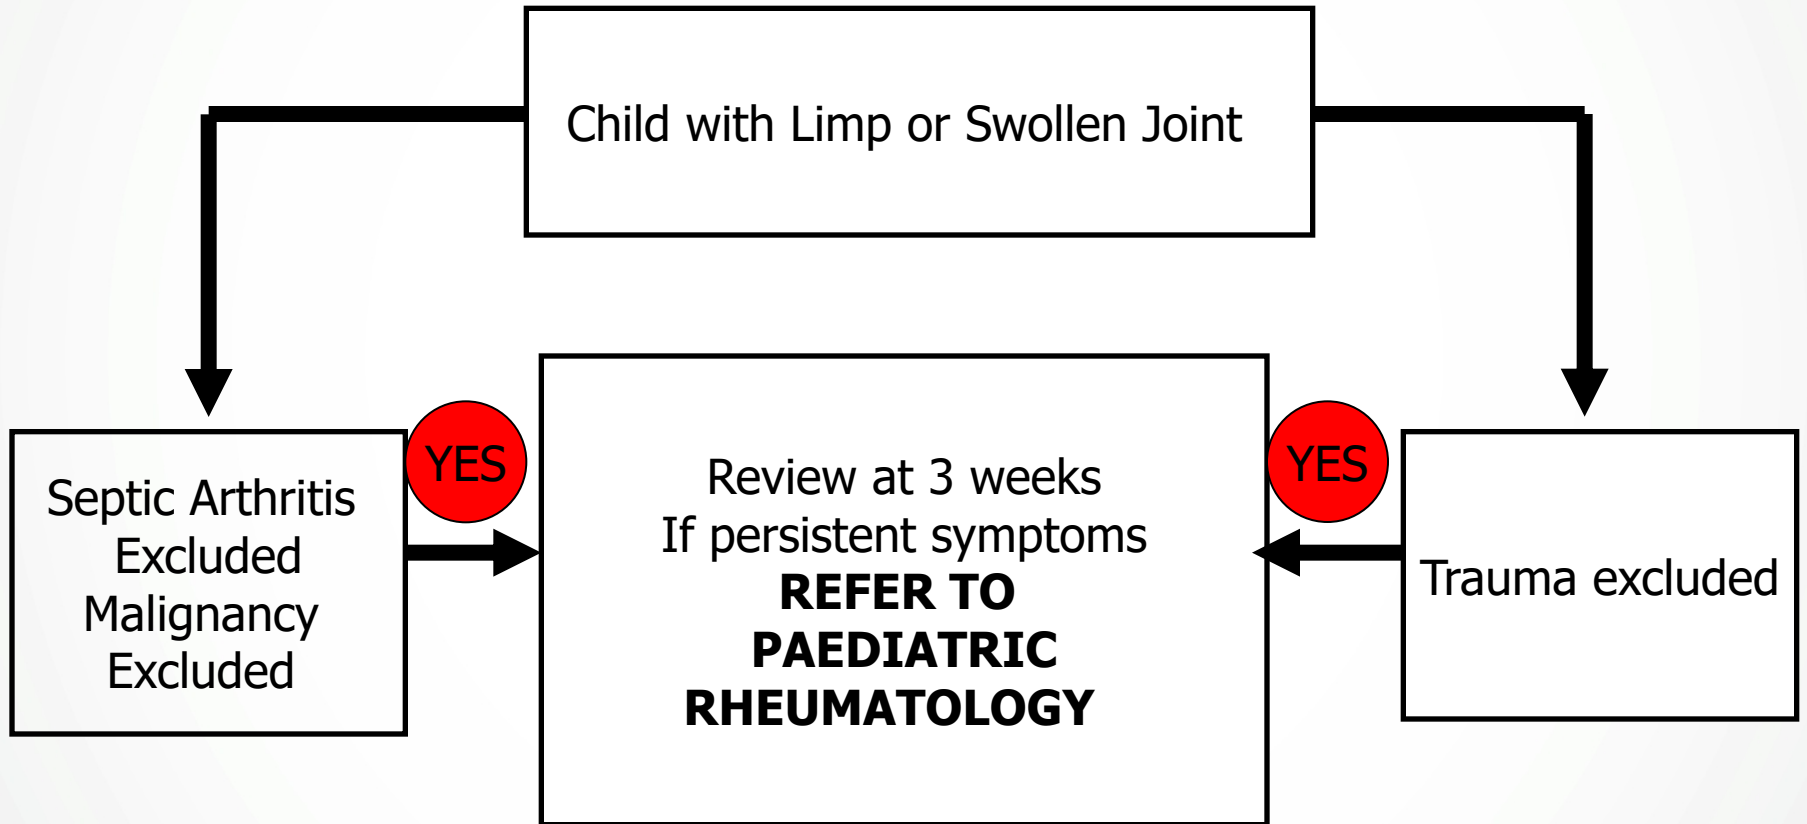 Child with Limp or Swollen Joint
YES
Septic Arthritis
Excluded
Malignancy
Excluded
Review at 3 weeks
If persistent symptoms
REFER TO
PAEDIATRIC
RHEUMATOLOGY
YES
Trauma excluded